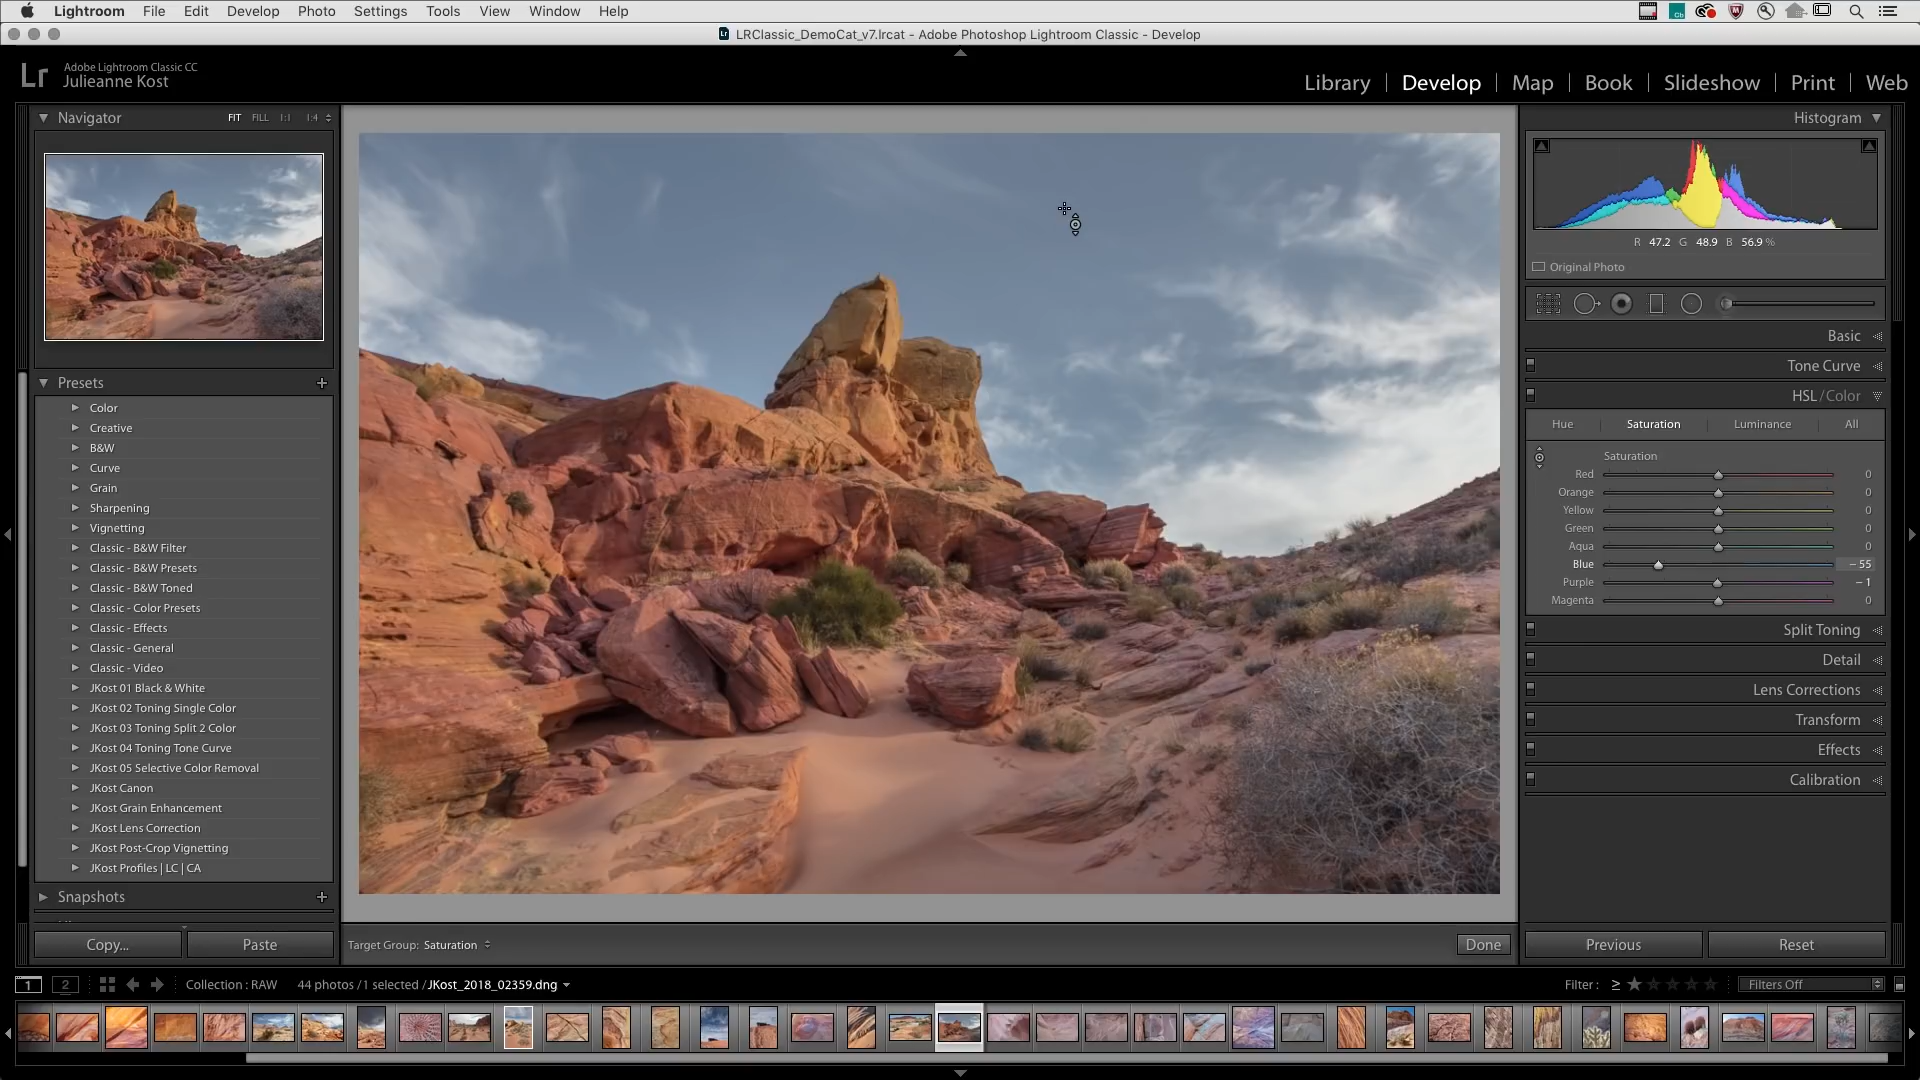 Lightroom File Edit Develop Photo Settings Tools View Window Help
LRClassic_DemoCat_v7.lrcat - Adobe Photoshop Lightroom Classic - Develop
Lr
Adobe Lightroom Classic CC
Julieanne Kost
Library Develop Map Book Slideshow Print Web
Navigator FIT FILL 1:1 1:4
Presets
Color
Creative
B&W
Curve
Grain
Sharpening
Vignetting
Classic - B&W Filter
Classic - B&W Presets
Classic - B&W Toned
Classic - Color Presets
Classic - Effects
Classic - General
Classic - Video
JKost 01 Black & White
JKost 02 Toning Single Color
JKost 03 Toning Split 2 Color
JKost 04 Toning Tone Curve
JKost 05 Selective Color Removal
JKost Canon
JKost Grain Enhancement
JKost Lens Correction
JKost Post-Crop Vignetting
JKost Profiles | LC | CA
Snapshots
Copy... Paste
Target Group: Saturation
Done
Histogram
R 47.2 G 48.9 B 56.9 %
Original Photo
Basic
Tone Curve
HSL / Color
Hue Saturation Luminance All
Saturation
Red 0
Orange 0
Yellow 0
Green 0
Aqua 0
Blue - 55
Purple - 1
Magenta 0
Split Toning
Detail
Lens Corrections
Transform
Effects
Calibration
Previous Reset
1 2 Collection : RAW 44 photos / 1 selected / JKost_2018_02359.dng
Filter : ≥ Filters Off